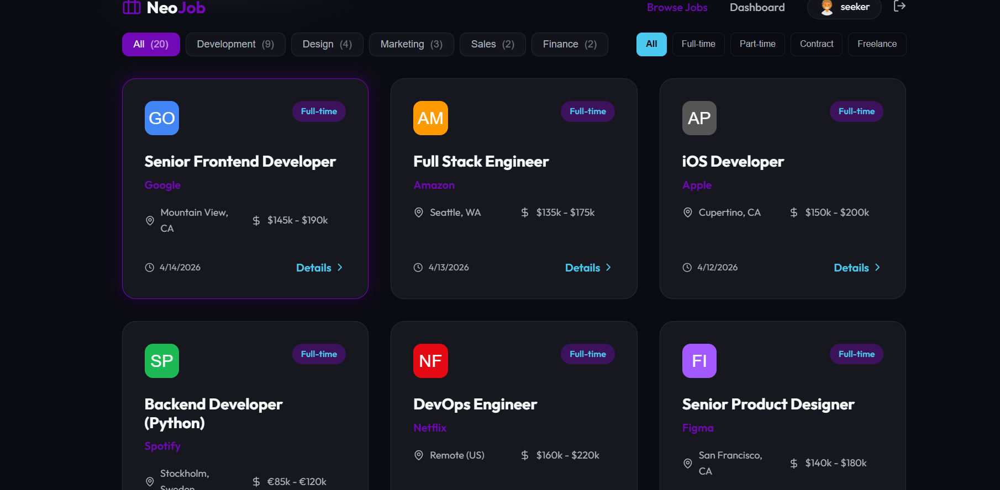 NeoJob
Browse Jobs
Dashboard
seeker
All (20)
Development (9)
Design (4)
Marketing (3)
Sales (2)
Finance (2)
All
Full-time
Part-time
Contract
Freelance
GO
Full-time
Senior Frontend Developer
Google
Mountain View,
CA
$145k - $190k
4/14/2026
Details
AM
Full-time
Full Stack Engineer
Amazon
Seattle, WA
$135k - $175k
4/13/2026
Details
AP
Full-time
iOS Developer
Apple
Cupertino, CA
$150k - $200k
4/12/2026
Details
SP
Full-time
Backend Developer
(Python)
Spotify
Stockholm,
Sweden
€85k - €120k
NF
Full-time
DevOps Engineer
Netflix
Remote (US)
$160k - $220k
FI
Full-time
Senior Product Designer
Figma
San Francisco,
CA
$140k - $180k